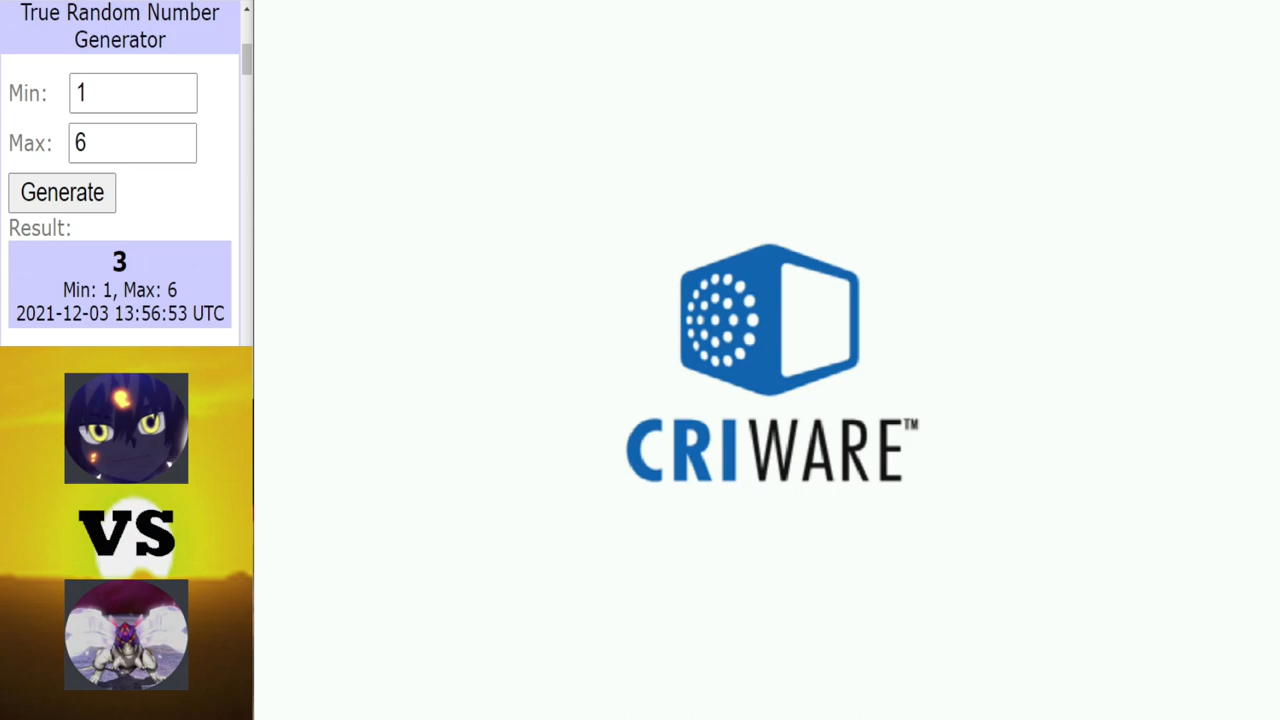 True Random Number
Generator
Min: 1
Max: 6
Generate
Result:
3
Min: 1, Max: 6
2021-12-03 13:56:53 UTC
VS
CRIWARE™